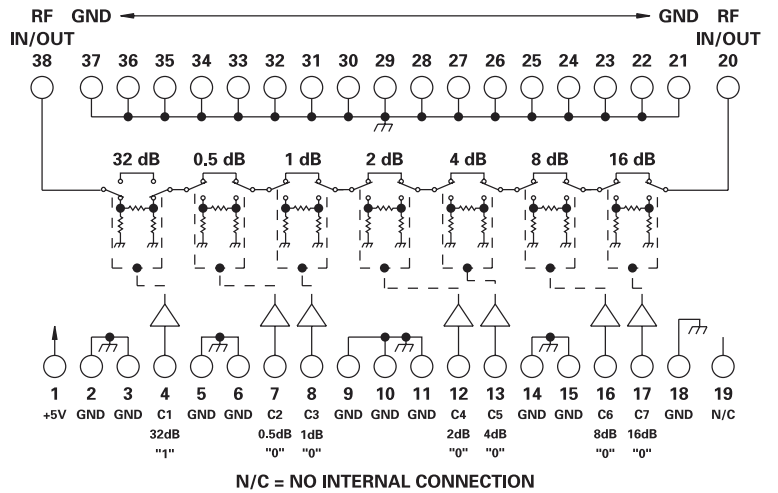 RF GND GND RF
IN/OUT IN/OUT
38 37 36 35 34 33 32 31 30 29 28 27 26 25 24 23 22 21 20
32 dB 0.5 dB 1 dB 2 dB 4 dB 8 dB 16 dB
1 2 3 4 5 6 7 8 9 10 11 12 13 14 15 16 17 18 19
+5V GND GND C1 GND GND C2 C3 GND GND GND C4 C5 GND GND C6 C7 GND N/C
32dB 0.5dB 1dB 2dB 4dB 8dB 16dB
"1" "0" "0" "0" "0" "0" "0"
N/C = NO INTERNAL CONNECTION